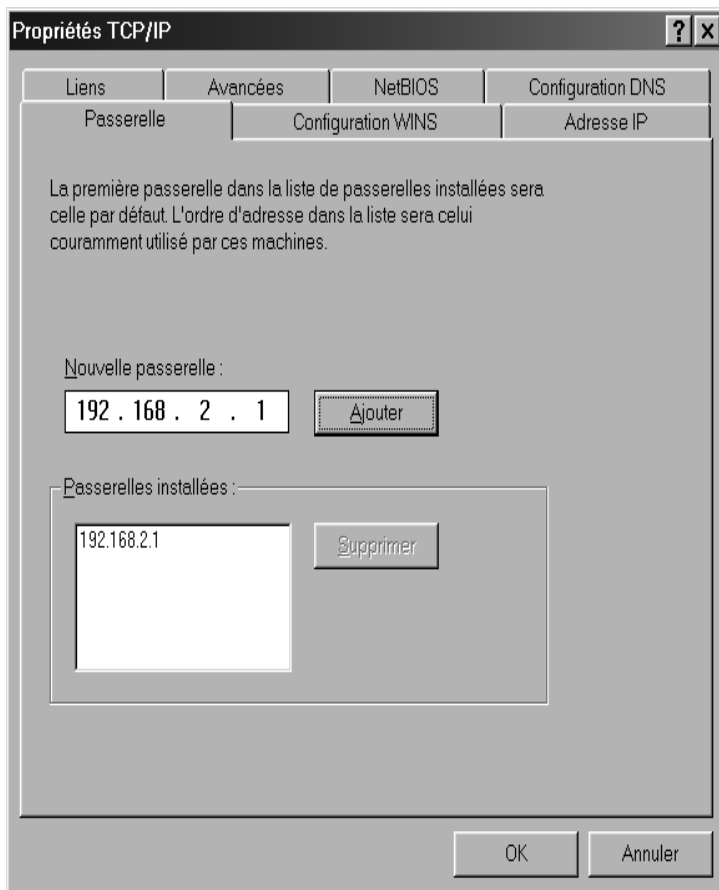 Propriétés TCP/IP
? x
Liens Avancées NetBIOS Configuration DNS
Passerelle Configuration WINS Adresse IP
La première passerelle dans la liste de passerelles installées sera
celle par défaut. L'ordre d'adresse dans la liste sera celui
couramment utilisé par ces machines.
Nouvelle passerelle :
192 . 168 . 2 . 1 Ajouter
Passerelles installées :
192.168.2.1 Supprimer
OK Annuler